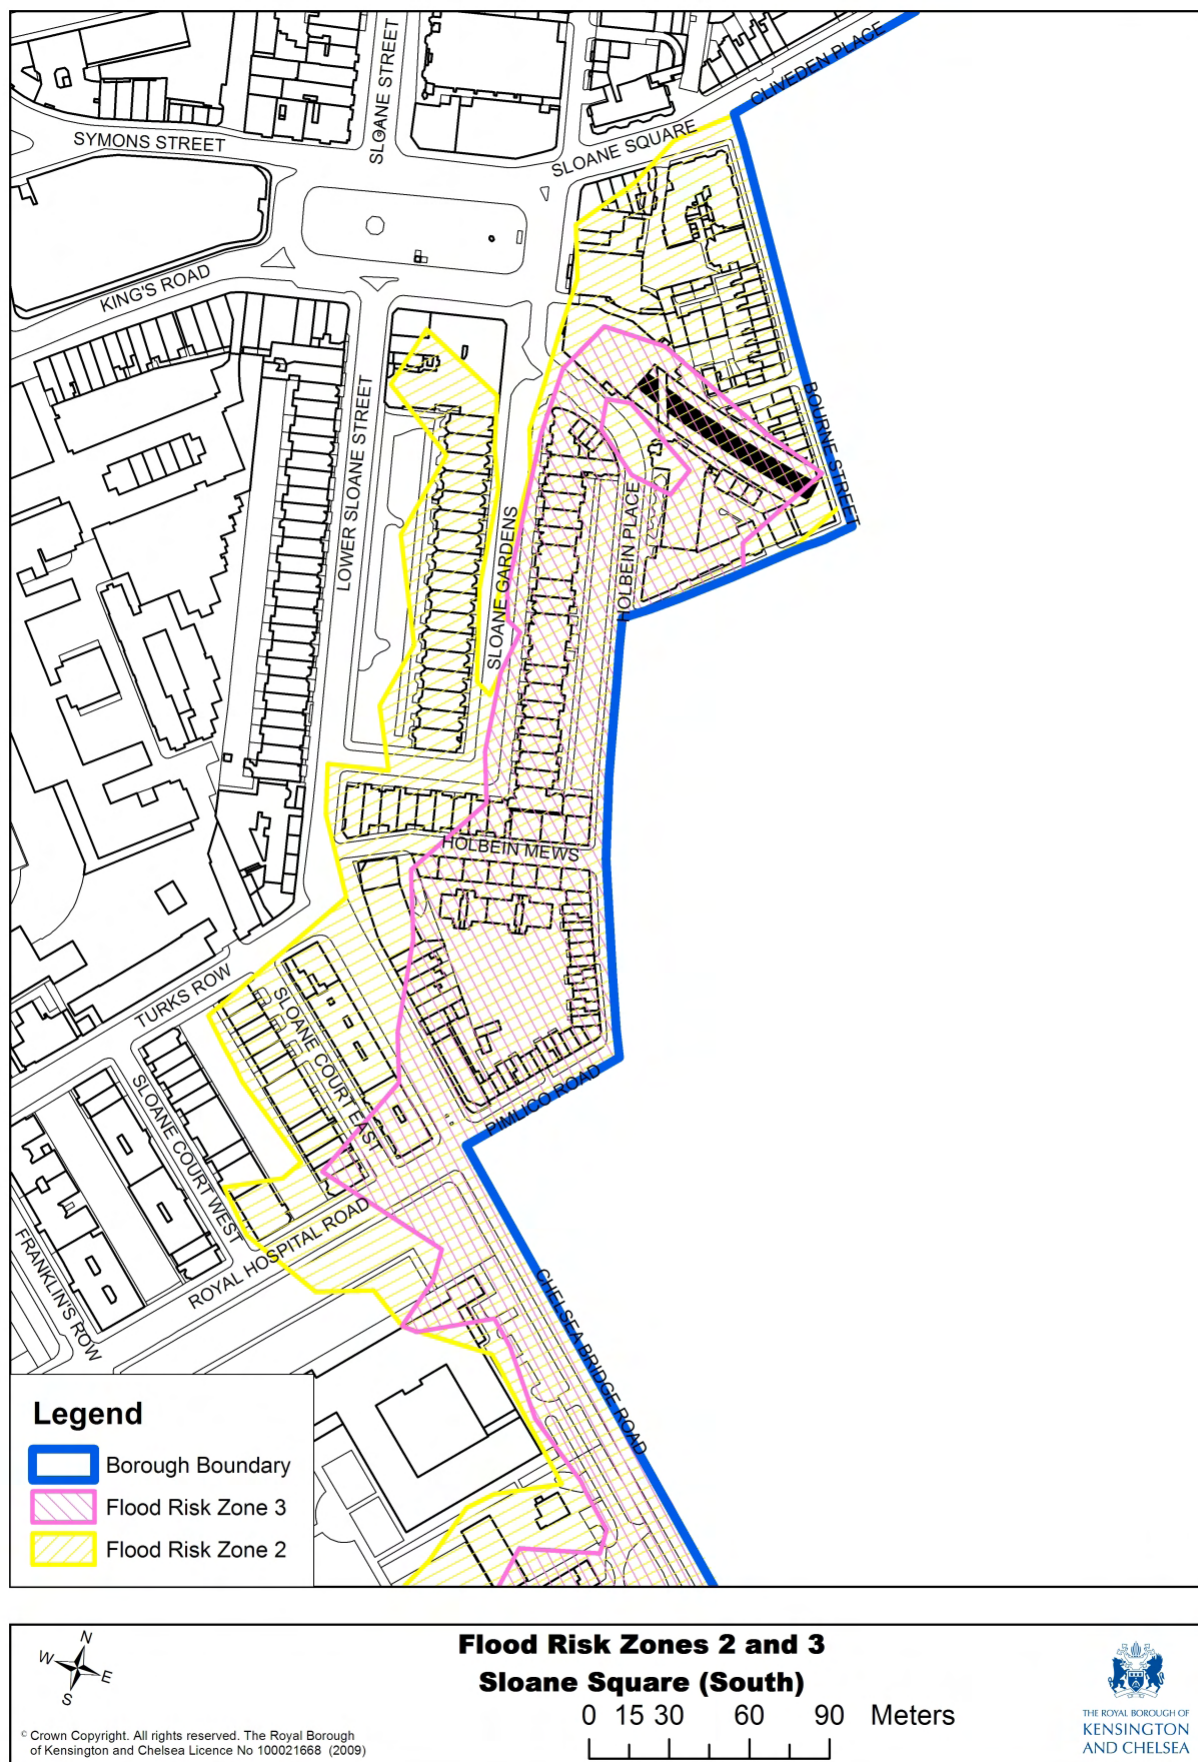 CLIVEDEN PLACE
SLOANE STREET
SYMONS STREET
SLOANE SQUARE
KING'S ROAD
LOWER SLOANE STREET
BOURNE STREET
SLOANE GARDENS
HOLBEIN PLACE
HOLBEIN MEWS
TURKS ROW
SLOANE COURT EAST
SLOANE COURT WEST
PIMLICO ROAD
ROYAL HOSPITAL ROAD
FRANKLIN'S ROW
CHELSEA BRIDGE ROAD
Legend
Borough Boundary
Flood Risk Zone 3
Flood Risk Zone 2
N
W
E
S
Flood Risk Zones 2 and 3
Sloane Square (South)
0 15 30 60 90 Meters
© Crown Copyright. All rights reserved. The Royal Borough
of Kensington and Chelsea Licence No 100021668 (2009)
THE ROYAL BOROUGH OF
KENSINGTON
AND CHELSEA